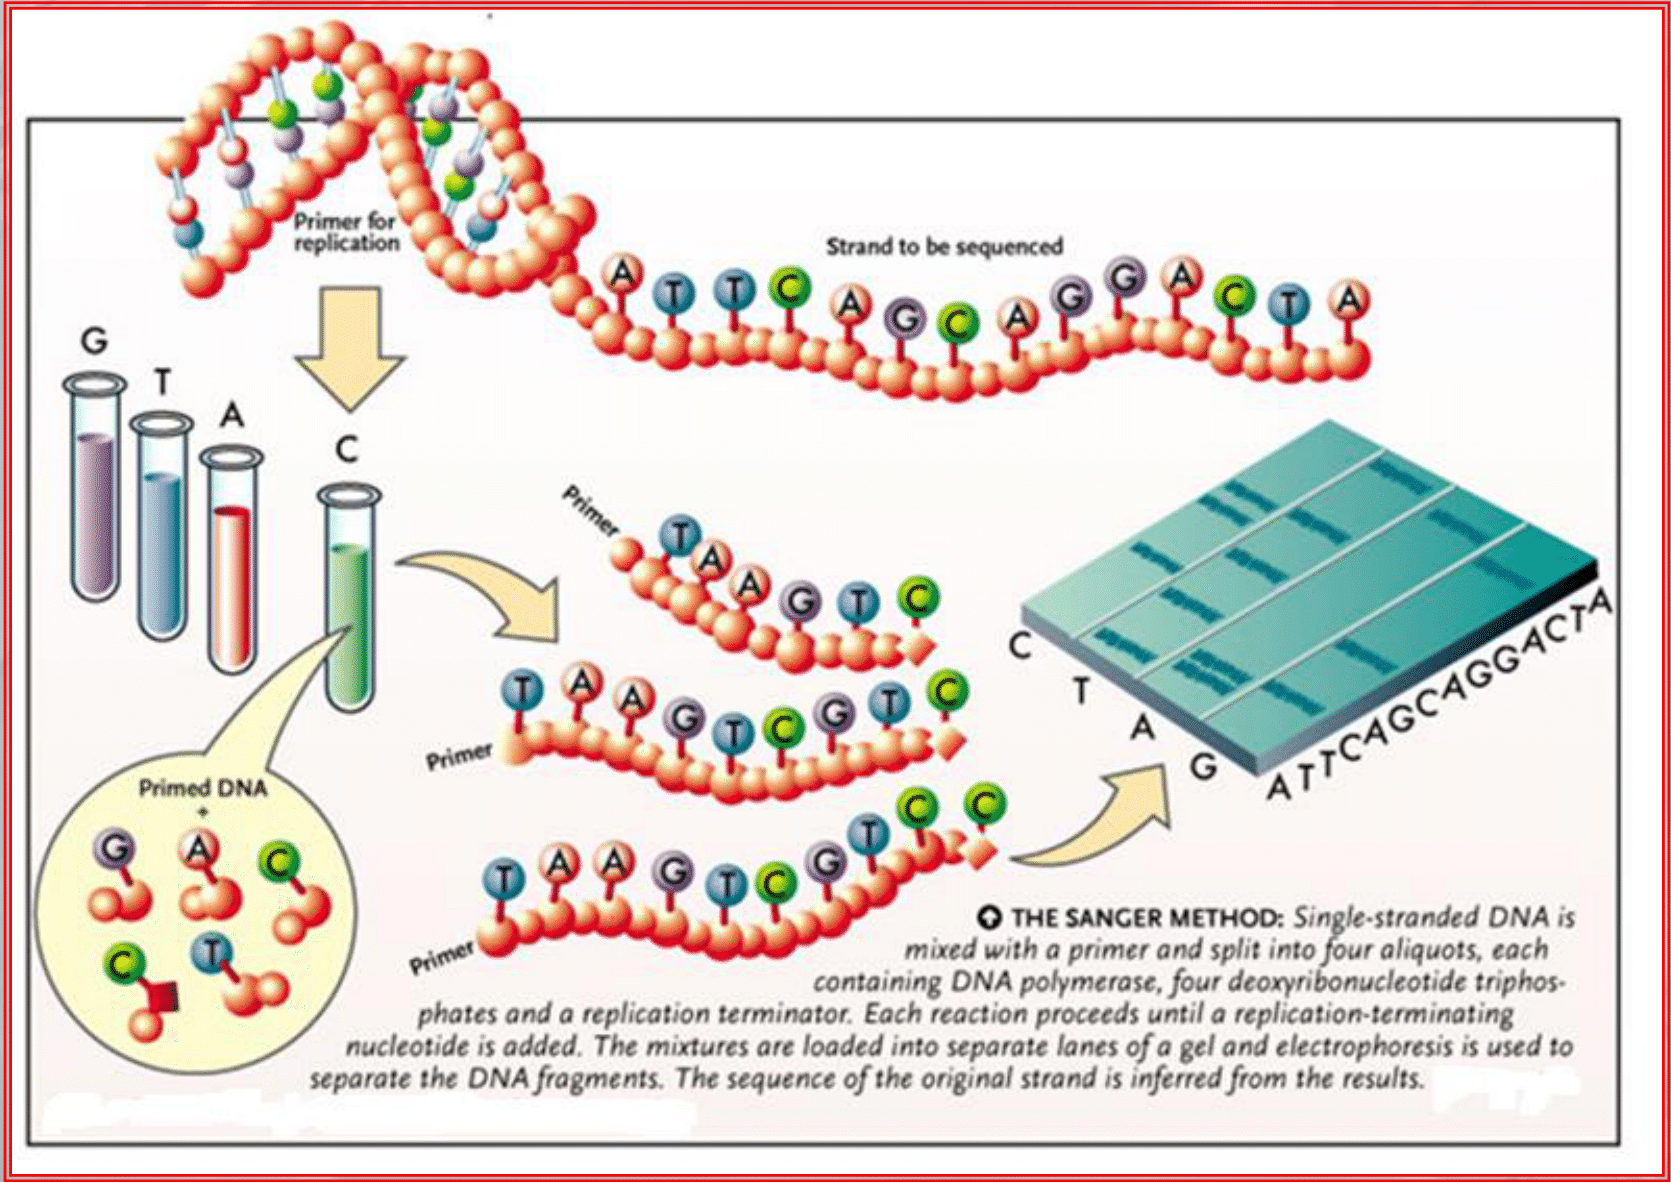 Primer for
replication
Strand to be sequenced
A T T C A G C A G G A C T A
G
T
A
C
Primer
T A A G T C
T A A G T C G T C
Primer
T A A G T C G T C C
Primer
Primed DNA
+
G A C
C T
C
T
A
G
ATTCAGCAGGACTA
THE SANGER METHOD: Single-stranded DNA is
mixed with a primer and split into four aliquots, each
containing DNA polymerase, four deoxyribonucleotide triphos-
phates and a replication terminator. Each reaction proceeds until a replication-terminating
nucleotide is added. The mixtures are loaded into separate lanes of a gel and electrophoresis is used to
separate the DNA fragments. The sequence of the original strand is inferred from the results.